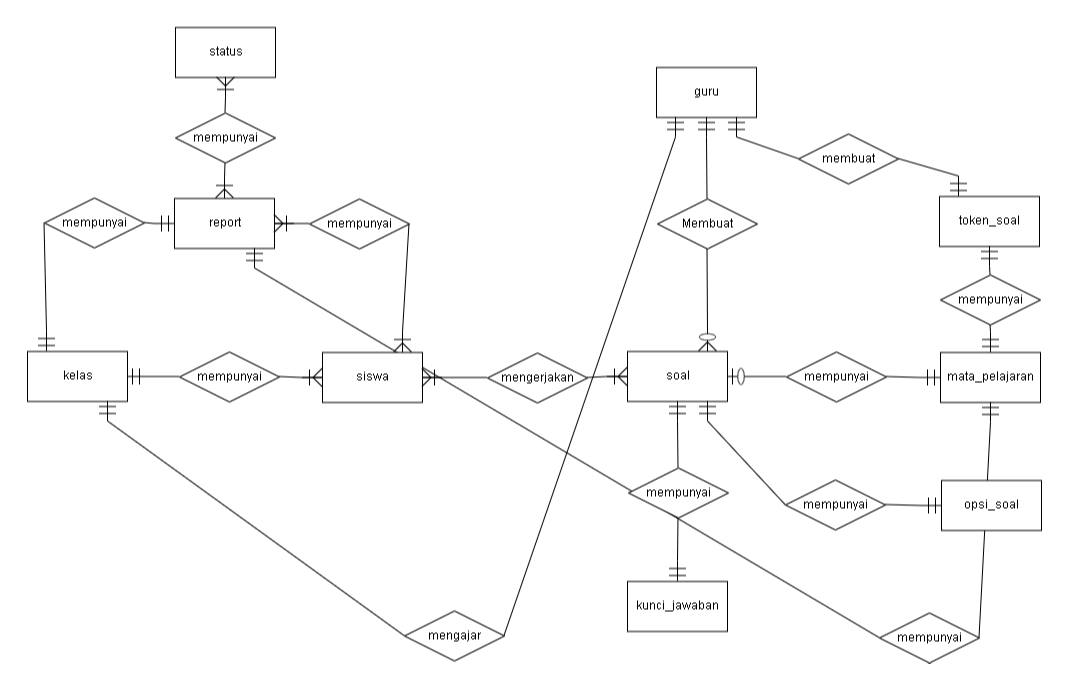 status
guru
mempunyai
membuat
mempunyai
report
mempunyai
Membuat
token_soal
mempunyai
kelas
mempunyai
siswa
mengerjakan
soal
mempunyai
mata_pelajaran
mempunyai
mempunyai
opsi_soal
kunci_jawaban
mengajar
mempunyai